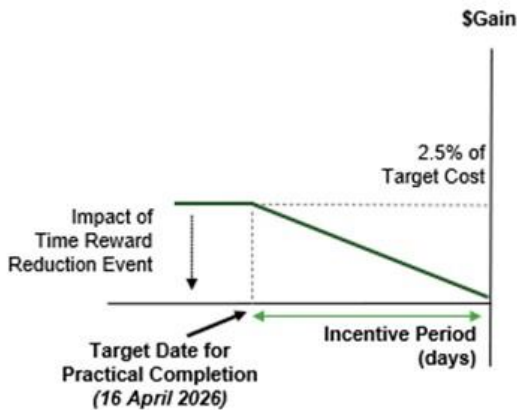 $Gain
2.5% of
Target Cost
Impact of
Time Reward
Reduction Event
Incentive Period
(days)
Target Date for
Practical Completion
(16 April 2026)